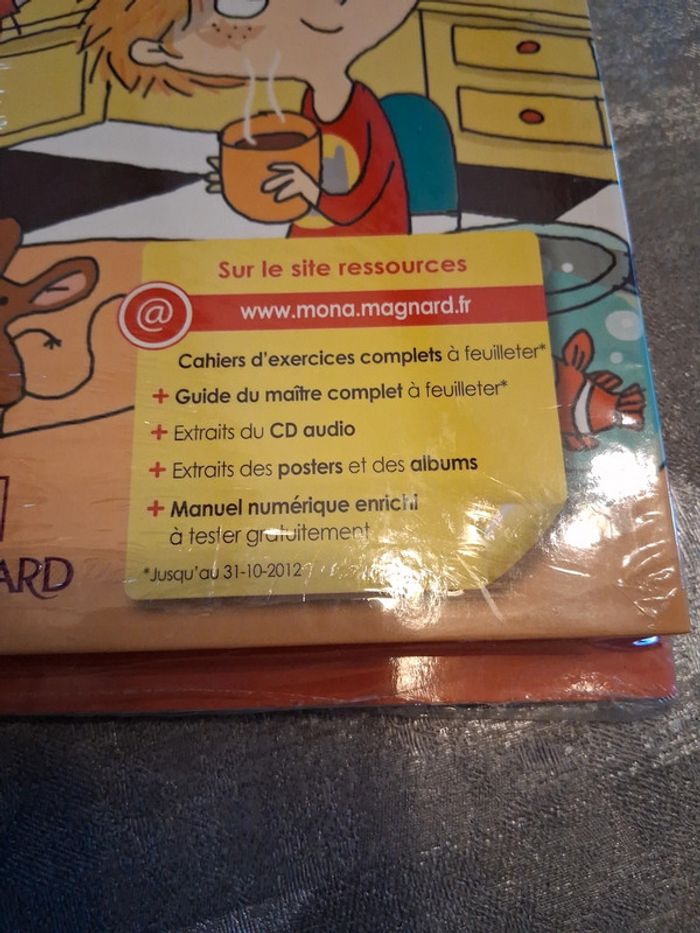 Sur le site ressources
@ www.mona.magnard.fr
Cahiers d'exercices complets à feuilleter*
+ Guide du maître complet à feuilleter*
+ Extraits du CD audio
+ Extraits des posters et des albums
+ Manuel numérique enrichi
à tester gratuitement
*Jusqu'au 31-10-2012
ARD